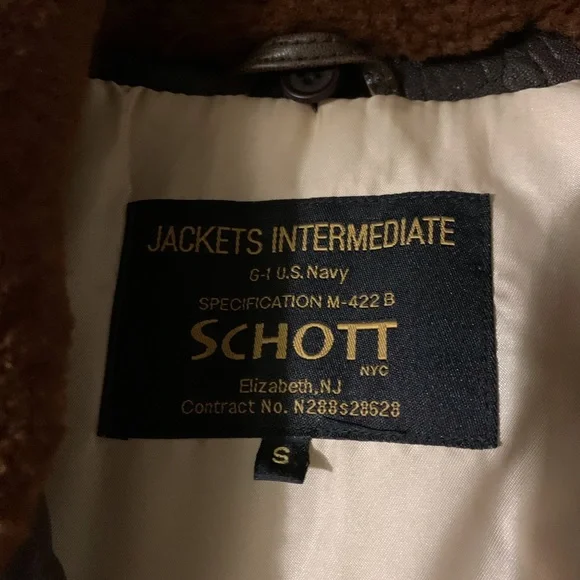 JACKETS INTERMEDIATE
G-1 U.S. Navy
SPECIFICATION M-422 B
SCHOTT
NYC
Elizabeth, NJ
Contract No. N288s28628
S